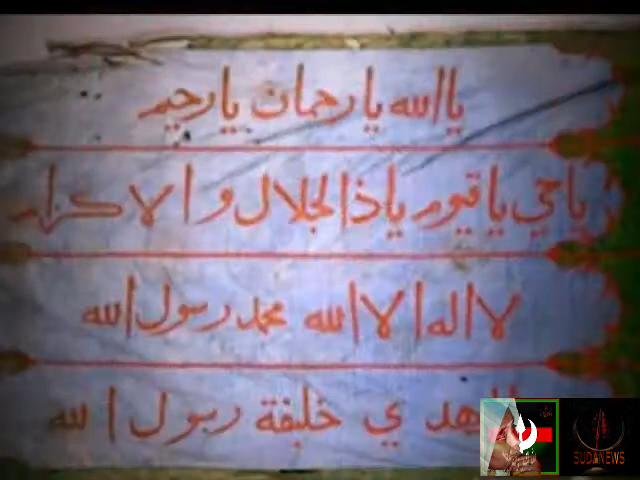 يا الله يا رحمان يا رحيم
يا حي يا قيوم يا ذا الجلال والاكرام
لا اله الا الله محمد رسول الله
المهدي خليفة رسول الله
SUDANEWS